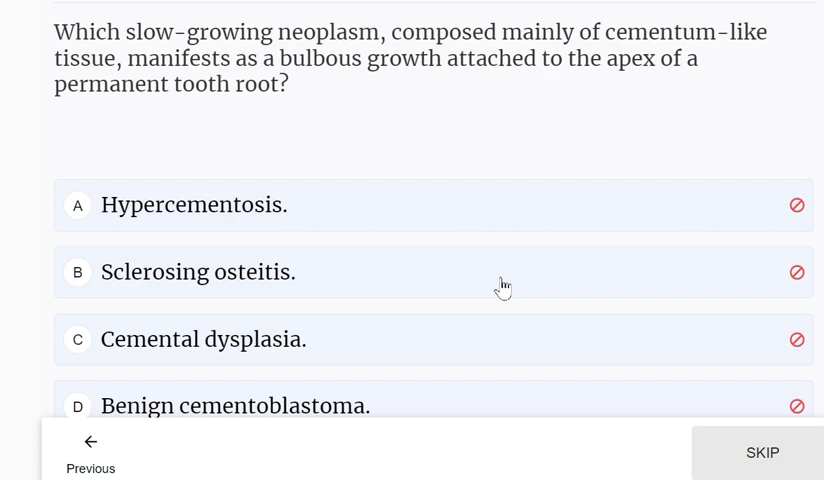 Which slow-growing neoplasm, composed mainly of cementum-like
tissue, manifests as a bulbous growth attached to the apex of a
permanent tooth root?
A Hypercementosis.
B Sclerosing osteitis.
C Cemental dysplasia.
D Benign cementoblastoma.
Previous
SKIP